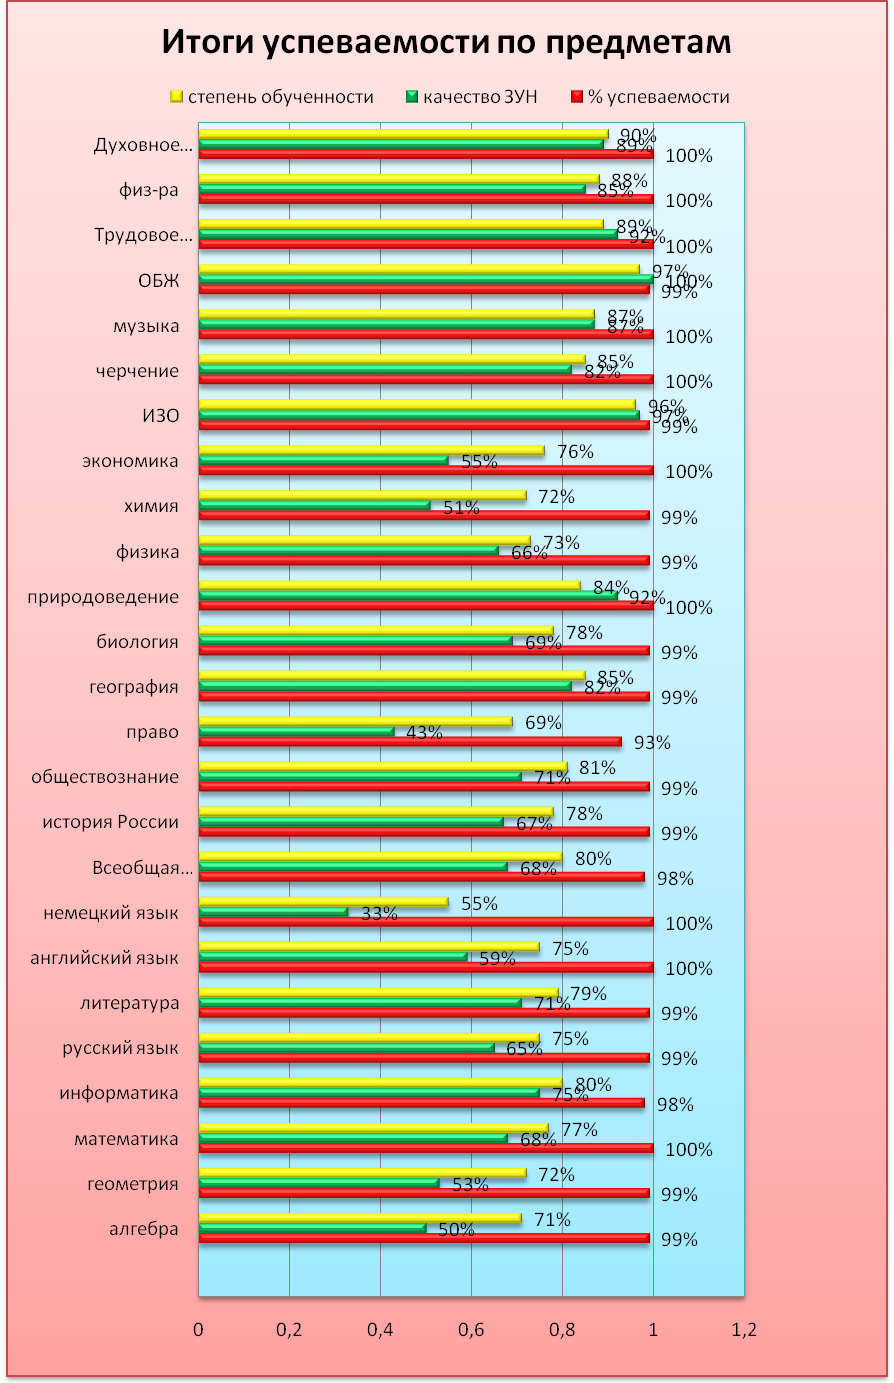 Итоги успеваемости по предметам
степень обученности качество ЗУН % успеваемости
Духовное... 90% 89% 100%
физ-ра 88% 85% 100%
Трудовое... 89% 92% 100%
ОБЖ 97% 100% 99%
музыка 87% 87% 100%
черчение 85% 82% 100%
ИЗО 96% 97% 99%
экономика 76% 55% 100%
химия 72% 51% 99%
физика 73% 66% 99%
природоведение 84% 92% 100%
биология 78% 69% 99%
география 85% 82% 99%
право 69% 43% 93%
обществознание 81% 71% 99%
история России 78% 67% 99%
Всеобщая... 80% 68% 98%
немецкий язык 55% 33% 100%
английский язык 75% 59% 100%
литература 79% 71% 99%
русский язык 75% 65% 99%
информатика 80% 75% 98%
математика 77% 68% 100%
геометрия 72% 53% 99%
алгебра 71% 50% 99%
0 0,2 0,4 0,6 0,8 1 1,2